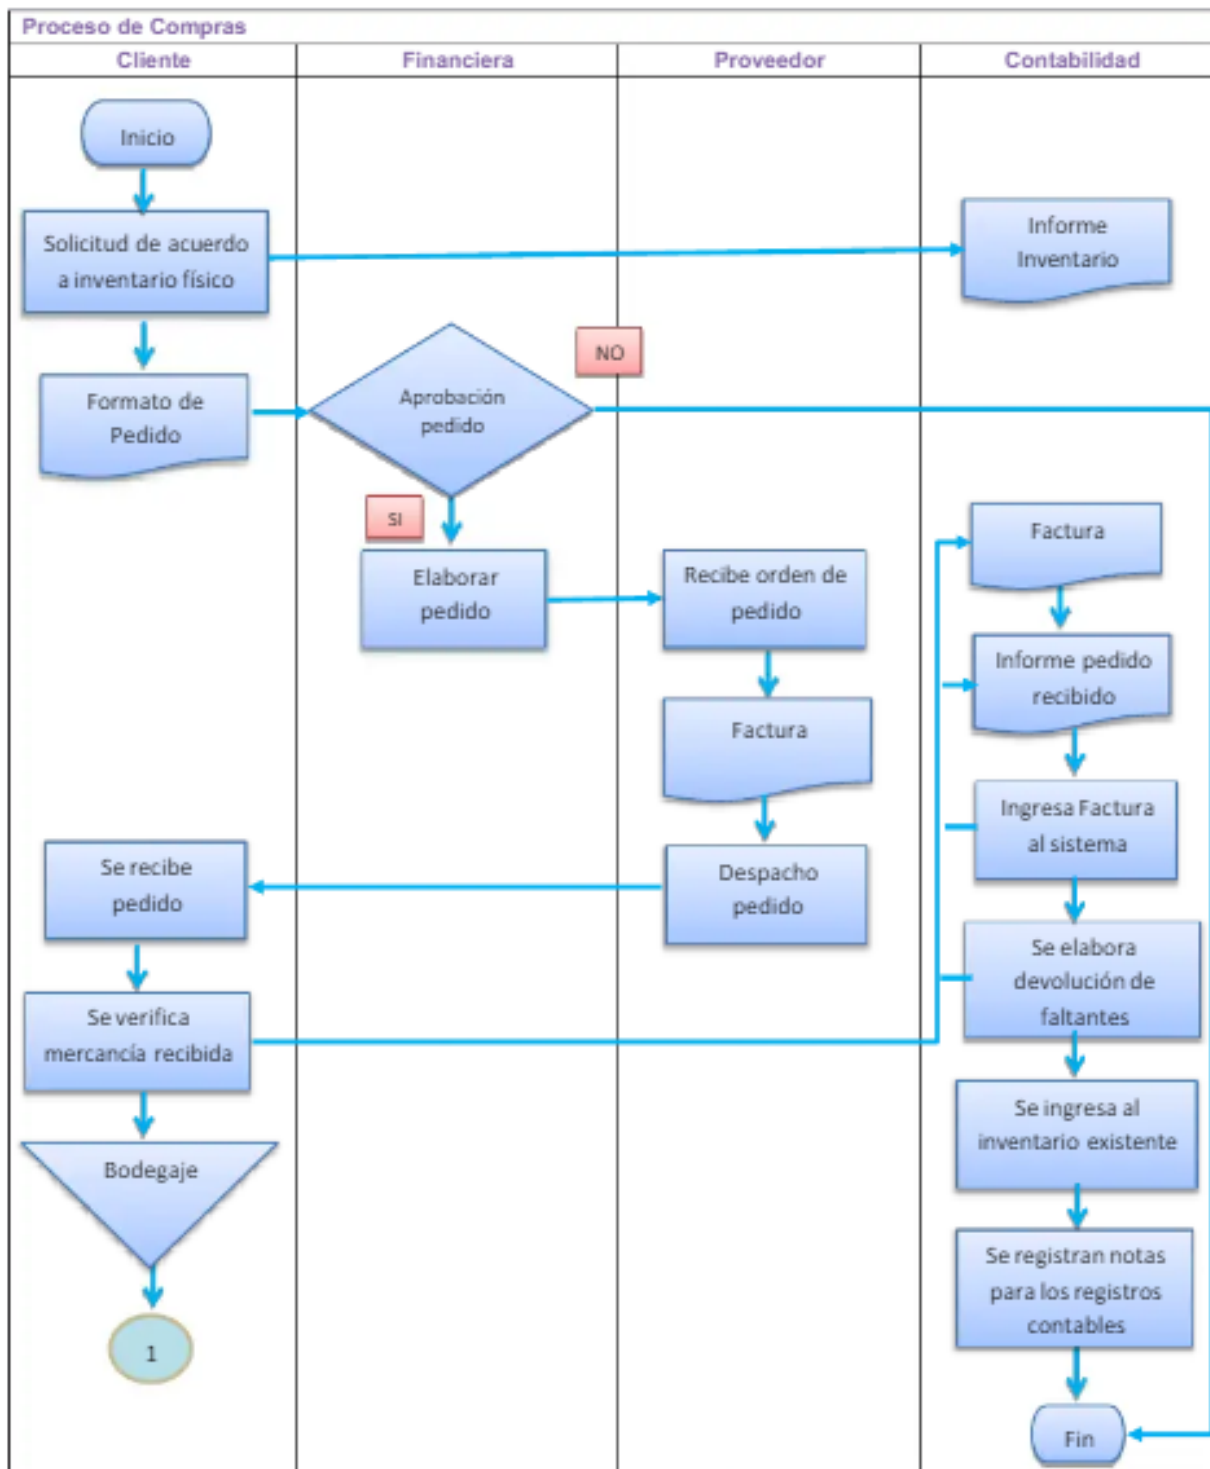 Proceso de Compras
Cliente
Financiera
Proveedor
Contabilidad
Inicio
Solicitud de acuerdo
a inventario físico
Informe
Inventario
NO
Formato de
Pedido
Aprobación
pedido
SI
Elaborar
pedido
Recibe orden de
pedido
Factura
Factura
Informe pedido
recibido
Ingresa Factura
al sistema
Se recibe
pedido
Despacho
pedido
Se elabora
devolución de
faltantes
Se verifica
mercancía recibida
Se ingresa al
inventario existente
Bodegaje
Se registran notas
para los registros
contables
1
Fin